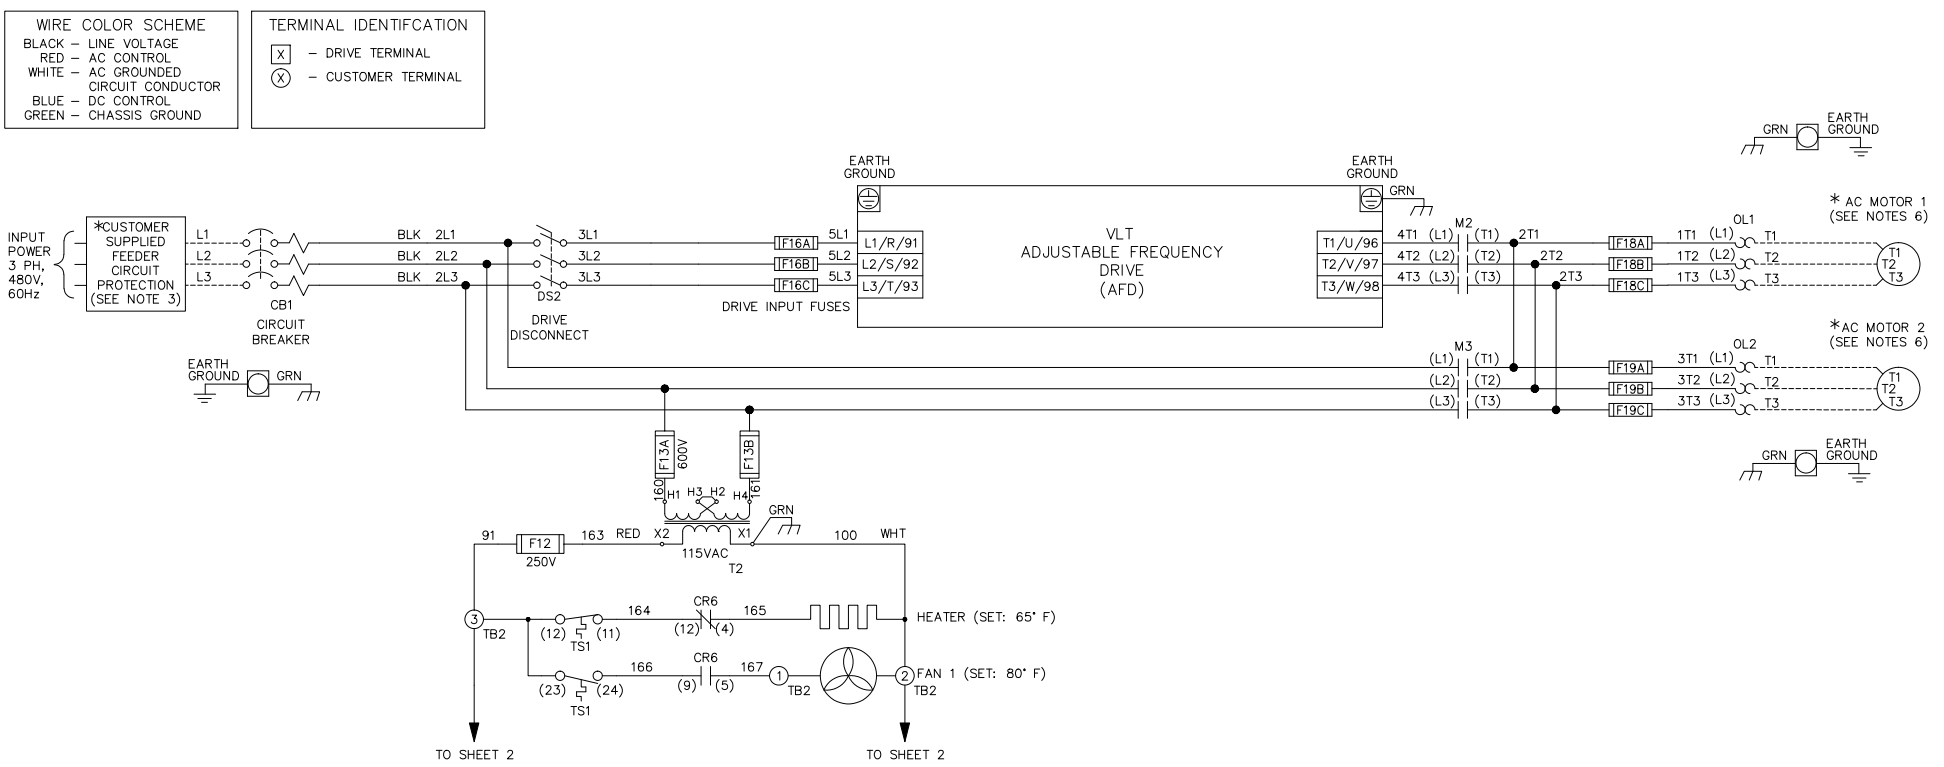 WIRE COLOR SCHEME
BLACK – LINE VOLTAGE
RED – AC CONTROL
WHITE – AC GROUNDED
CIRCUIT CONDUCTOR
BLUE – DC CONTROL
GREEN – CHASSIS GROUND
TERMINAL IDENTIFCATION
X – DRIVE TERMINAL
X – CUSTOMER TERMINAL
INPUT
POWER
3 PH,
480V,
60Hz
*CUSTOMER
SUPPLIED
FEEDER
CIRCUIT
PROTECTION
(SEE NOTE 3)
L1
L2
L3
CB1
CIRCUIT
BREAKER
EARTH
GROUND
GRN
BLK 2L1
BLK 2L2
BLK 2L3
DS2
DRIVE
DISCONNECT
3L1
3L2
3L3
F16A
F16B
F16C
DRIVE INPUT FUSES
5L1
5L2
5L3
EARTH
GROUND
L1/R/91
L2/S/92
L3/T/93
VLT
ADJUSTABLE FREQUENCY
DRIVE
(AFD)
EARTH
GROUND
GRN
T1/U/96
T2/V/97
T3/W/98
M2
4T1 (L1) (T1) 2T1
4T2 (L2) (T2) 2T2
4T3 (L3) (T3) 2T3
F18A
F18B
F18C
OL1
1T1 (L1) T1
1T2 (L2) T2
1T3 (L3) T3
GRN
EARTH
GROUND
* AC MOTOR 1
(SEE NOTES 6)
T1
T2
T3
M3
(L1) (T1)
(L2) (T2)
(L3) (T3)
F19A
F19B
F19C
OL2
3T1 (L1) T1
3T2 (L2) T2
3T3 (L3) T3
* AC MOTOR 2
(SEE NOTES 6)
T1
T2
T3
GRN
EARTH
GROUND
F13A
600V
F13B
160
161
H1 H3 H2 H4
GRN
91 F12 163 RED X2 X1 100 WHT
250V
115VAC
T2
3
TB2
(12) (11)
TS1
164
CR6
(12) (4)
165
HEATER (SET: 65° F)
(23) (24)
TS1
166
CR6
(9) (5)
167
1
TB2
2
TB2
FAN 1 (SET: 80° F)
TO SHEET 2
TO SHEET 2